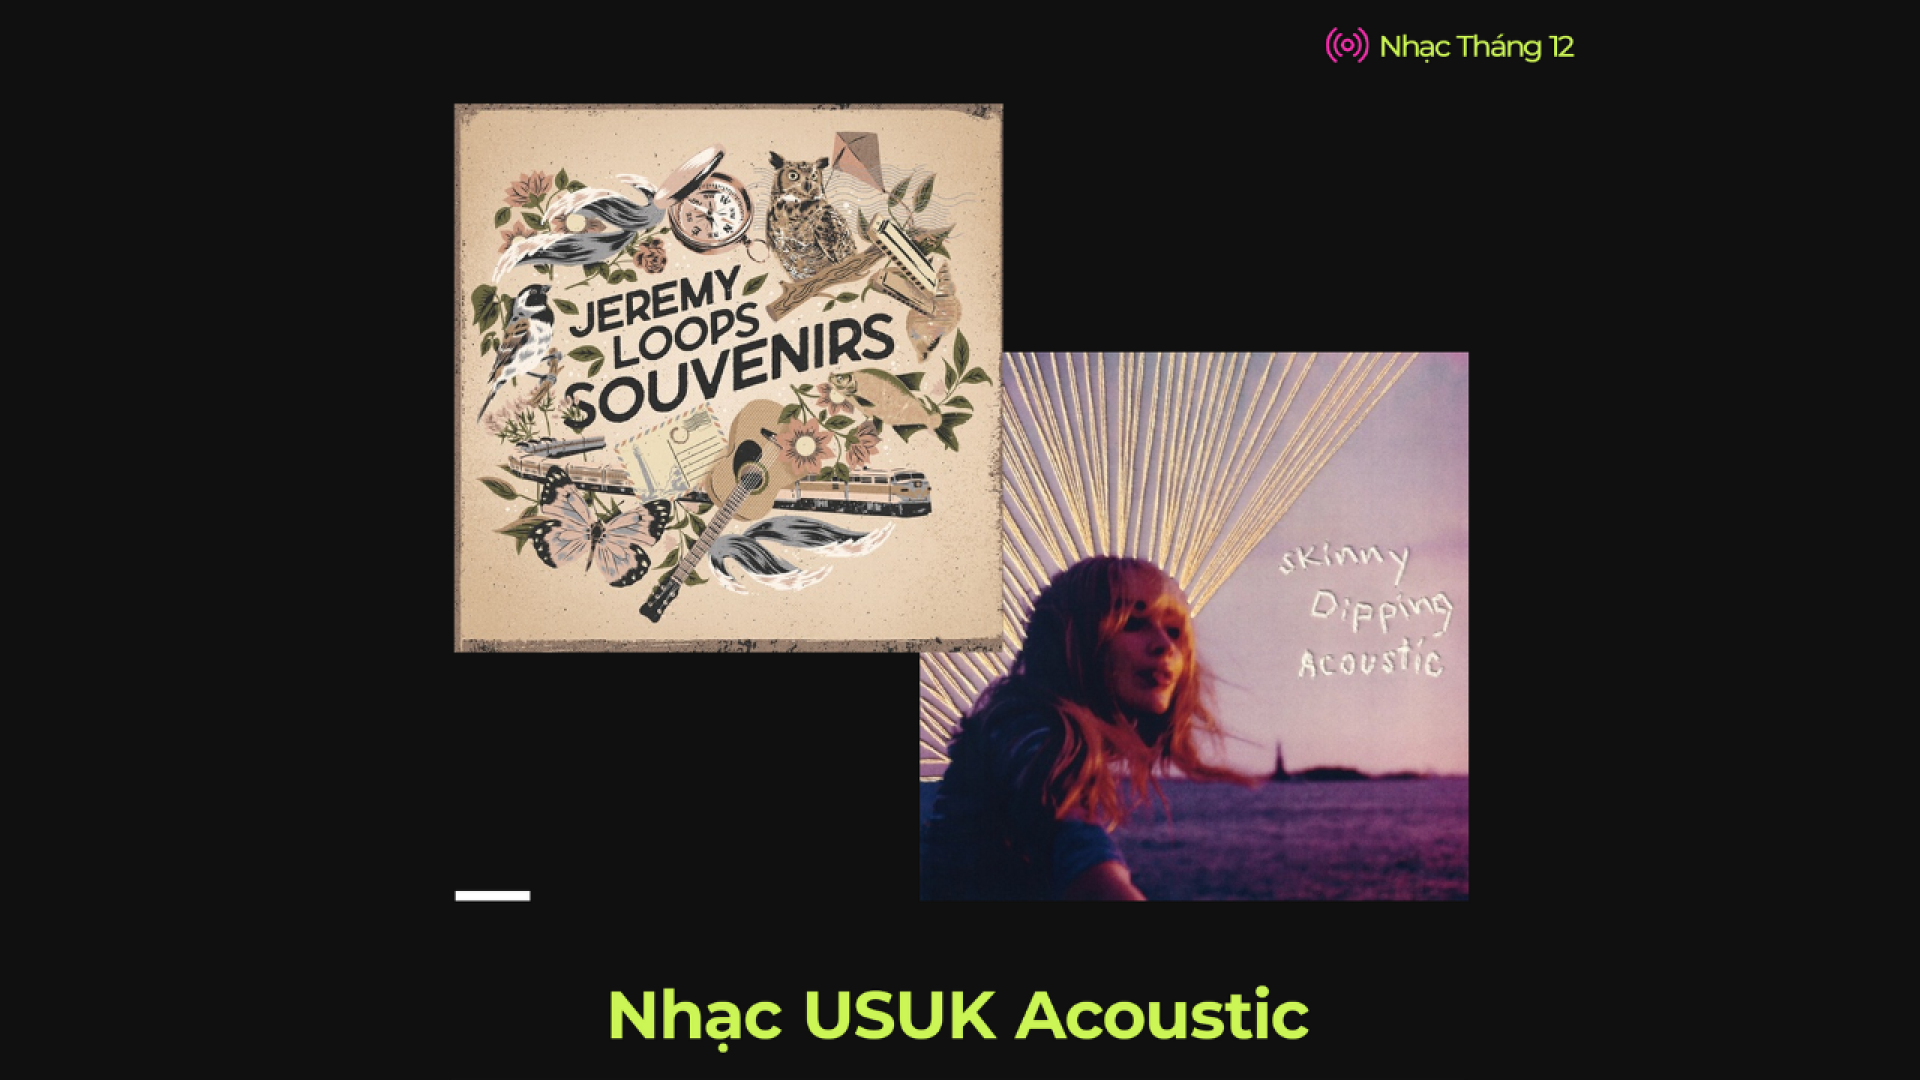 Nhạc Tháng 12
JEREMY
LOOPS
SOUVENIRS
skinny
Dipping
Acoustic
Nhạc USUK Acoustic